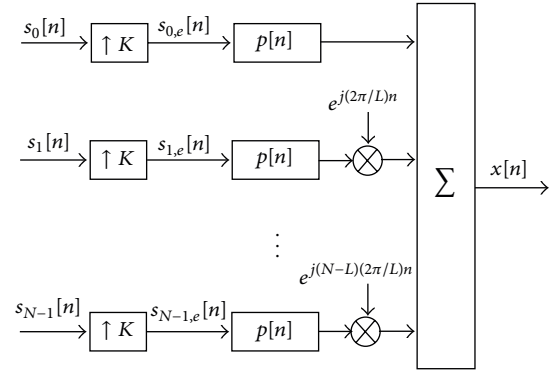 s_0[n] ↑ K s_{0,e}[n] p[n]
e^{j(2π/L)n}
s_1[n] ↑ K s_{1,e}[n] p[n]
∑ x[n]
⋮
e^{j(N−L)(2π/L)n}
s_{N−1}[n] ↑ K s_{N−1,e}[n] p[n]